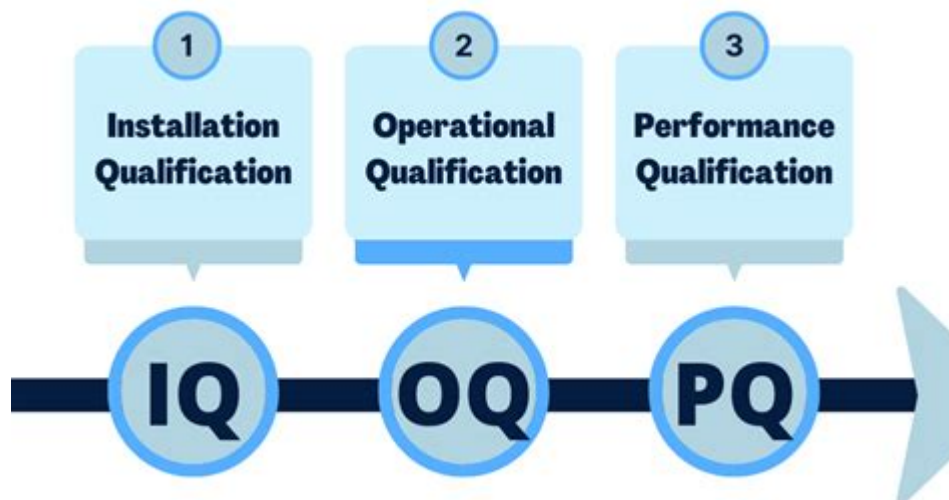 1
Installation
Qualification
2
Operational
Qualification
3
Performance
Qualification
IQ
OQ
PQ